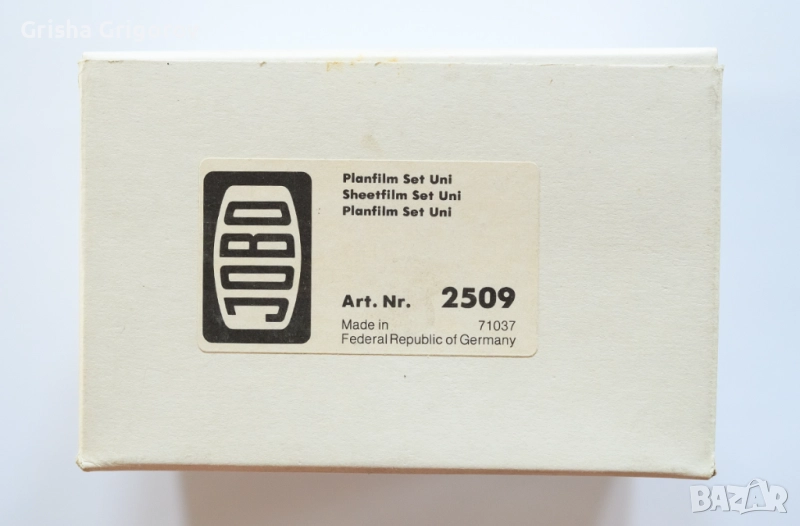 Grisha Grig
JOBO
Planfilm Set Uni
Sheetfilm Set Uni
Planfilm Set Uni
Art. Nr. 2509
Made in 71037
Federal Republic of Germany
BAZAR